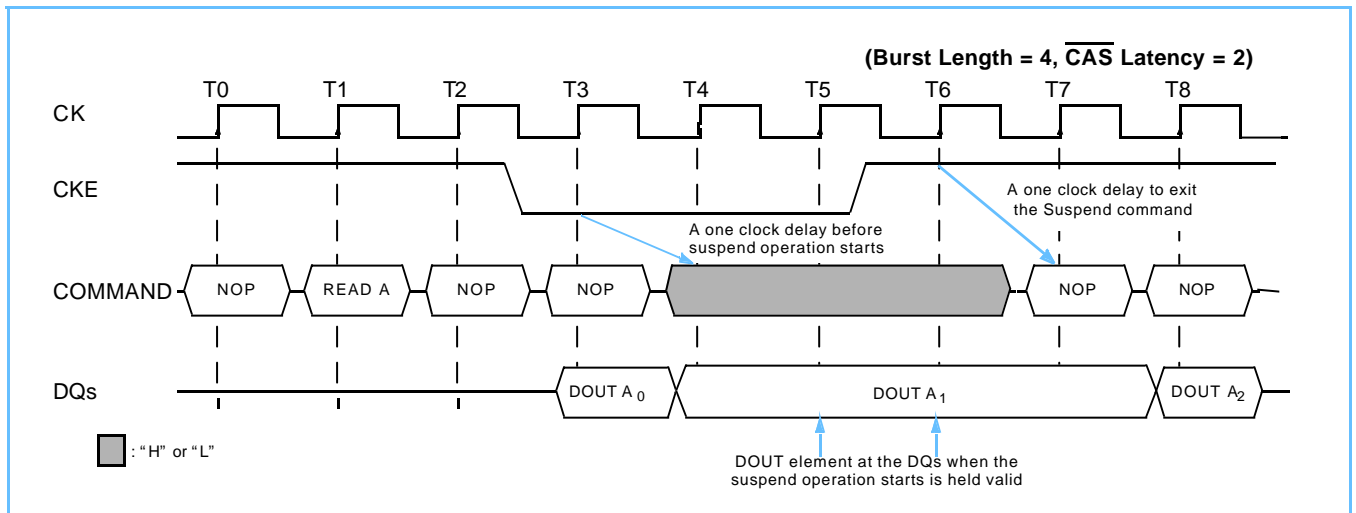 (Burst Length = 4, CAS Latency = 2)
T0 T1 T2 T3 T4 T5 T6 T7 T8
CK
CKE
A one clock delay to exit
the Suspend command
A one clock delay before
suspend operation starts
COMMAND NOP READ A NOP NOP NOP NOP
DQs DOUT A0 DOUT A1 DOUT A2
: "H" or "L"
DOUT element at the DQs when the
suspend operation starts is held valid